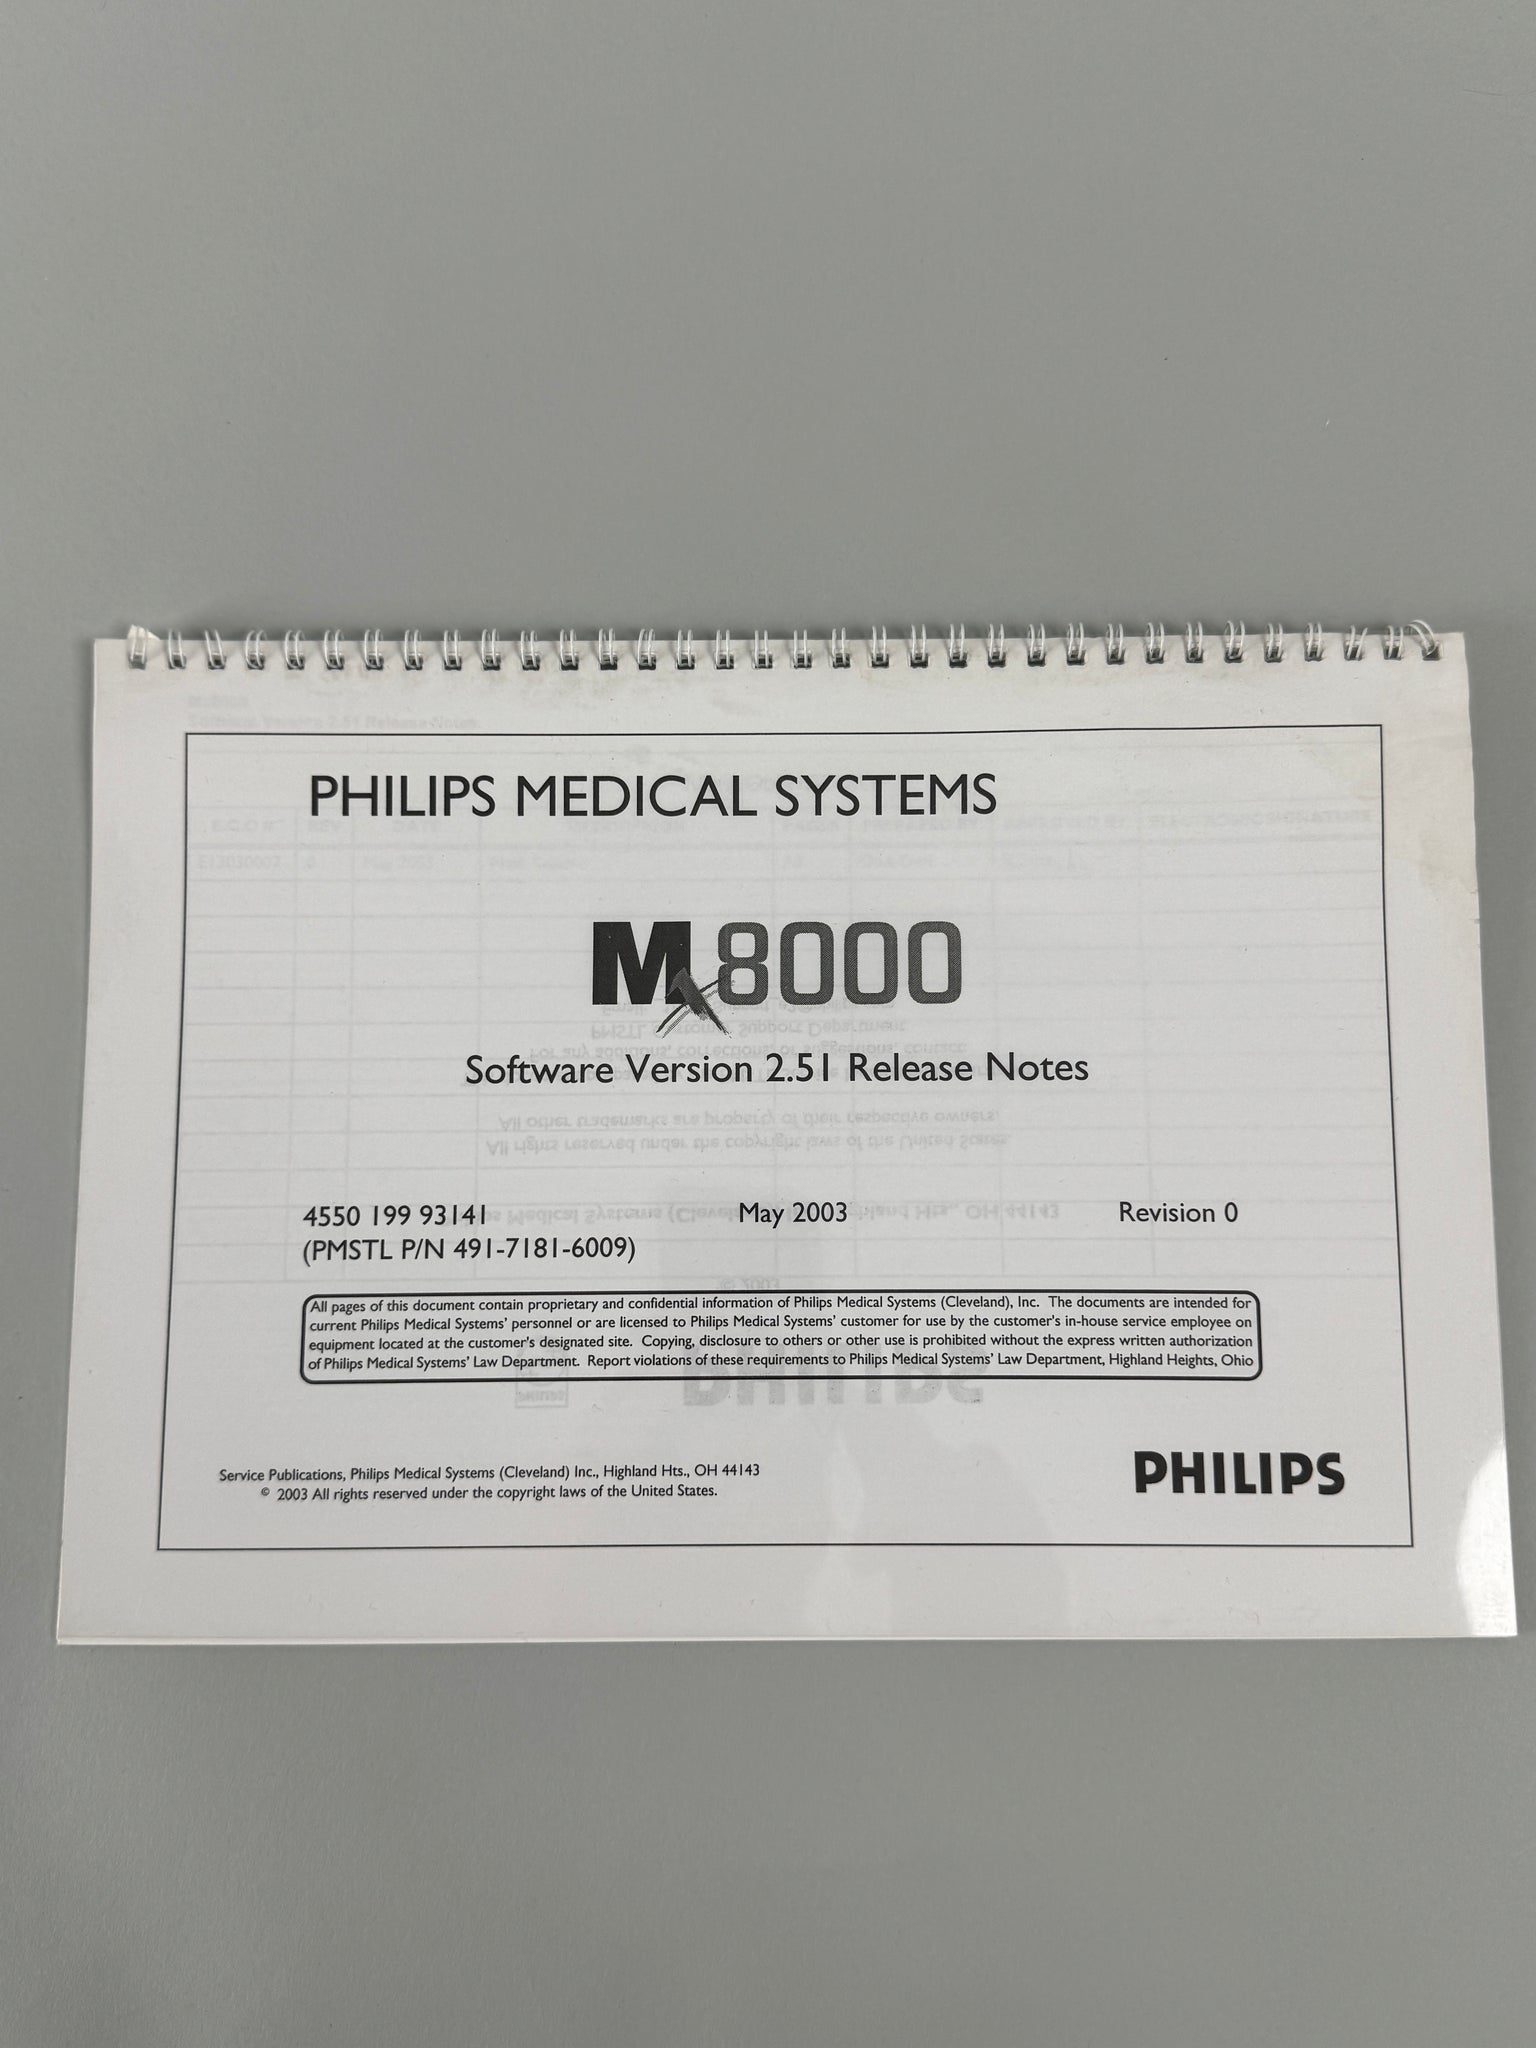 PHILIPS MEDICAL SYSTEMS
Mx8000
Software Version 2.51 Release Notes
4550 199 93141 May 2003 Revision 0
(PMSTL P/N 491-7181-6009)
All pages of this document contain proprietary and confidential information of Philips Medical Systems (Cleveland), Inc. The documents are intended for
current Philips Medical Systems' personnel or are licensed to Philips Medical Systems' customer for use by the customer's in-house service employee on
equipment located at the customer's designated site. Copying, disclosure to others or other use is prohibited without the express written authorization
of Philips Medical Systems' Law Department. Report violations of these requirements to Philips Medical Systems' Law Department, Highland Heights, Ohio
Service Publications, Philips Medical Systems (Cleveland) Inc., Highland Hts., OH 44143
© 2003 All rights reserved under the copyright laws of the United States.
PHILIPS